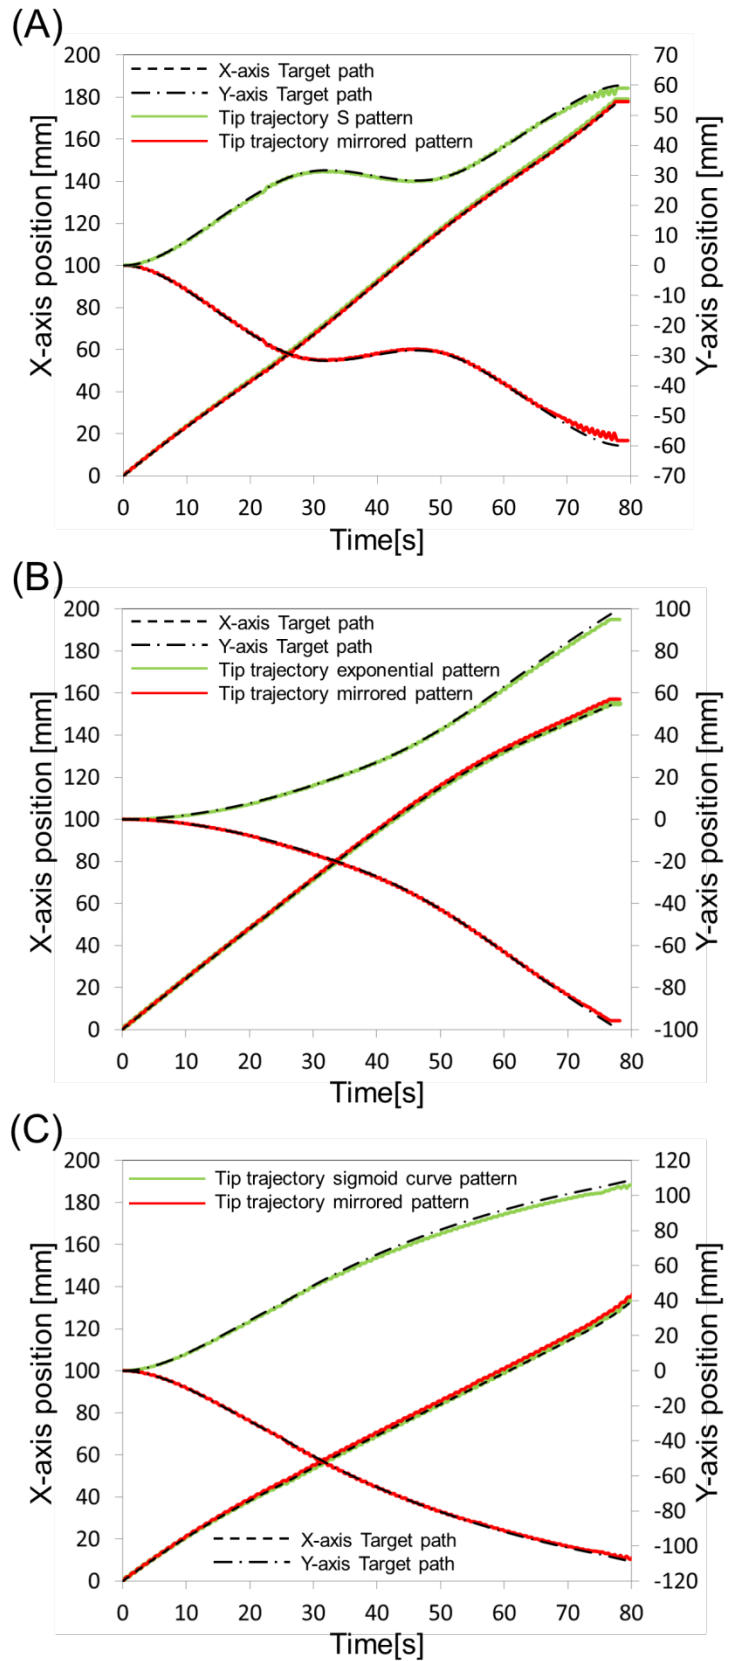 (A)
X-axis Target path
Y-axis Target path
Tip trajectory S pattern
Tip trajectory mirrored pattern
200
180
160
140
120
100
80
60
40
20
0
X-axis position [mm]
70
60
50
40
30
20
10
0
-10
-20
-30
-40
-50
-60
-70
Y-axis position [mm]
0 10 20 30 40 50 60 70 80
Time[s]
(B)
X-axis Target path
Y-axis Target path
Tip trajectory exponential pattern
Tip trajectory mirrored pattern
200
180
160
140
120
100
80
60
40
20
0
X-axis position [mm]
100
80
60
40
20
0
-20
-40
-60
-80
-100
Y-axis position [mm]
0 10 20 30 40 50 60 70 80
Time[s]
(C)
Tip trajectory sigmoid curve pattern
Tip trajectory mirrored pattern
200
180
160
140
120
100
80
60
40
20
0
X-axis position [mm]
120
100
80
60
40
20
0
-20
-40
-60
-80
-100
-120
Y-axis position [mm]
X-axis Target path
Y-axis Target path
0 10 20 30 40 50 60 70 80
Time[s]